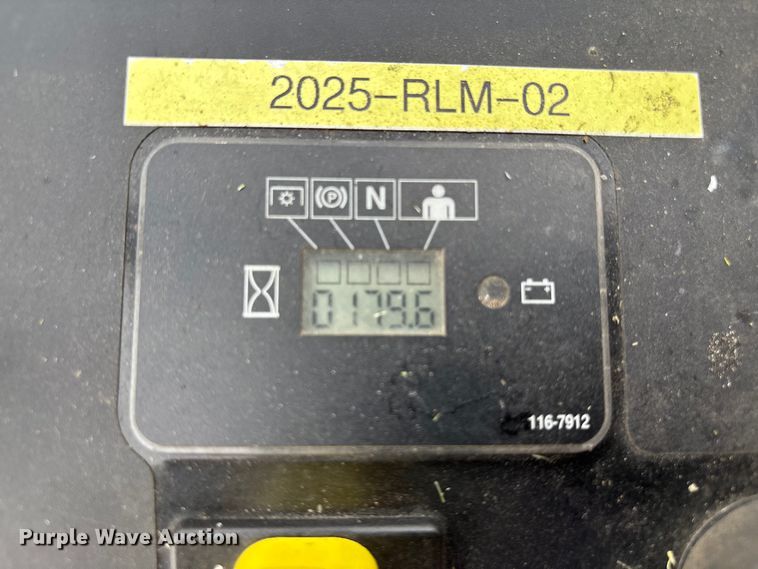 2025-RLM-02
P N
0179.6
116-7912
Purple Wave Auction